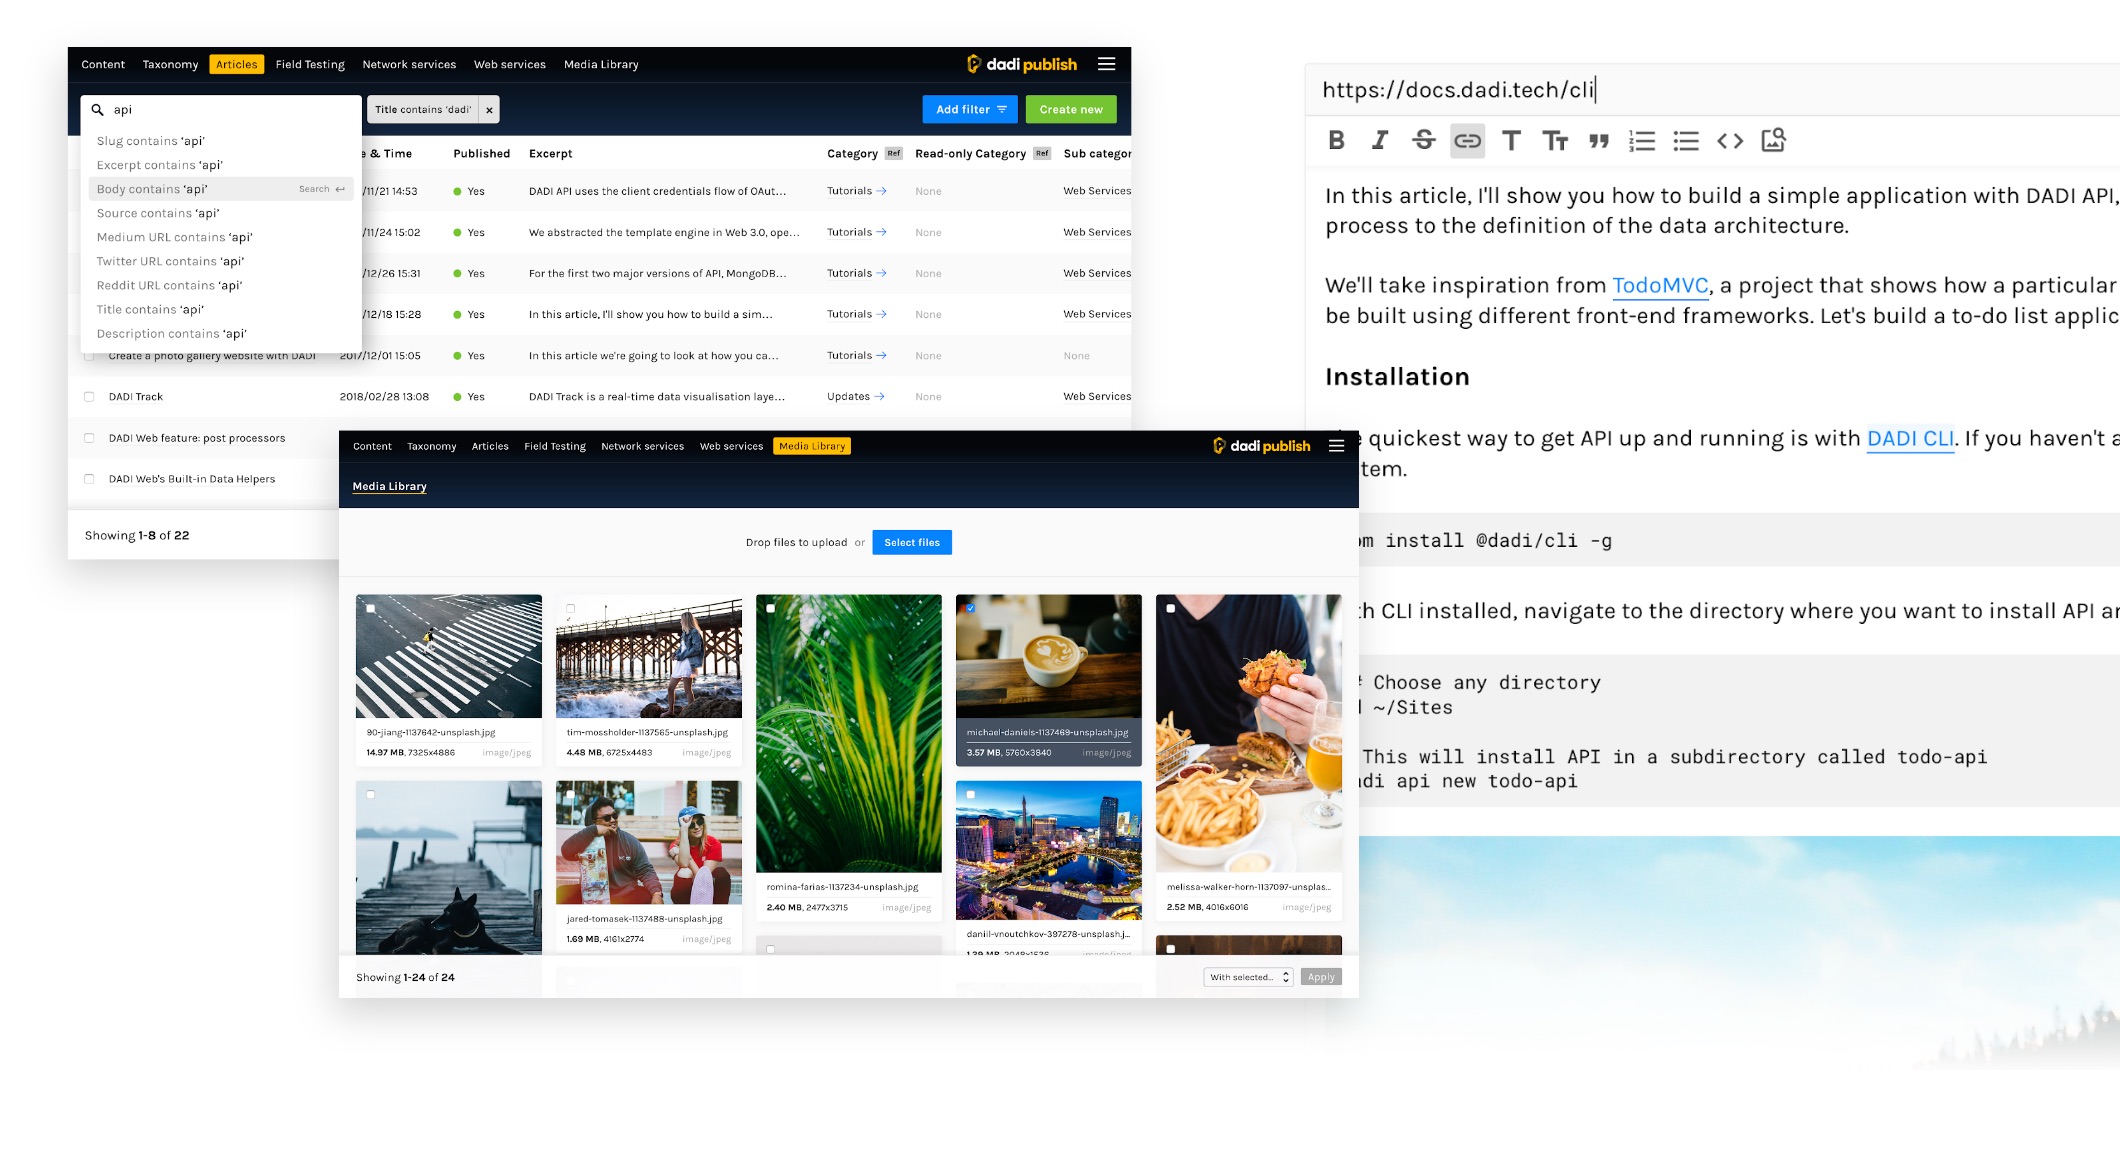 Content Taxonomy Articles Field Testing Network services Web services Media Library dadi publish
api Title contains 'dadi' × Add filter Create new
Slug contains 'api'
Excerpt contains 'api'
Body contains 'api' Search
Source contains 'api'
Medium URL contains 'api'
Twitter URL contains 'api'
Reddit URL contains 'api'
Title contains 'api'
Description contains 'api'
& Time Published Excerpt Category Ref Read-only Category Ref Sub categor
/11/21 14:53 Yes DADI API uses the client credentials flow of OAut... Tutorials → None Web Services
/11/24 15:02 Yes We abstracted the template engine in Web 3.0, ope... Tutorials → None Web Services
/12/26 15:31 Yes For the first two major versions of API, MongoDB... Tutorials → None Web Services
/12/18 15:28 Yes In this article, I'll show you how to build a sim... Tutorials → None Web Services
Create a photo gallery website with DADI 2017/12/01 15:05 Yes In this article we're going to look at how you ca... Tutorials → None None
DADI Track 2018/02/28 13:08 Yes DADI Track is a real-time data visualisation laye... Updates → None Web Services
DADI Web feature: post processors
DADI Web's Built-in Data Helpers
Showing 1-8 of 22
Content Taxonomy Articles Field Testing Network services Web services Media Library dadi publish
Media Library
Drop files to upload or Select files
90-jiang-1137642-unsplash.jpg
14.97 MB, 7325x4886 image/jpeg
tim-mossholder-1137565-unsplash.jpg
4.48 MB, 6725x4483 image/jpeg
michael-daniels-1137469-unsplash.jpg
3.57 MB, 5760x3840 image/jpeg
romina-farias-1137234-unsplash.jpg
2.40 MB, 2477x3715 image/jpeg
melissa-walker-horn-1137097-unsplas...
2.52 MB, 4016x6016 image/jpeg
jared-tomasek-1137488-unsplash.jpg
1.69 MB, 4161x2774 image/jpeg
daniil-vnoutchkov-397278-unsplash.j...
1.39 MB, 2048x1536 image/jpeg
Showing 1-24 of 24 With selected... Apply
https://docs.dadi.tech/cli
In this article, I'll show you how to build a simple application with DADI API,
process to the definition of the data architecture.
We'll take inspiration from TodoMVC, a project that shows how a particular
be built using different front-end frameworks. Let's build a to-do list applic
Installation
quickest way to get API up and running is with DADI CLI. If you haven't a
tem.
m install @dadi/cli -g
h CLI installed, navigate to the directory where you want to install API ar
# Choose any directory
~/Sites
This will install API in a subdirectory called todo-api
adi api new todo-api